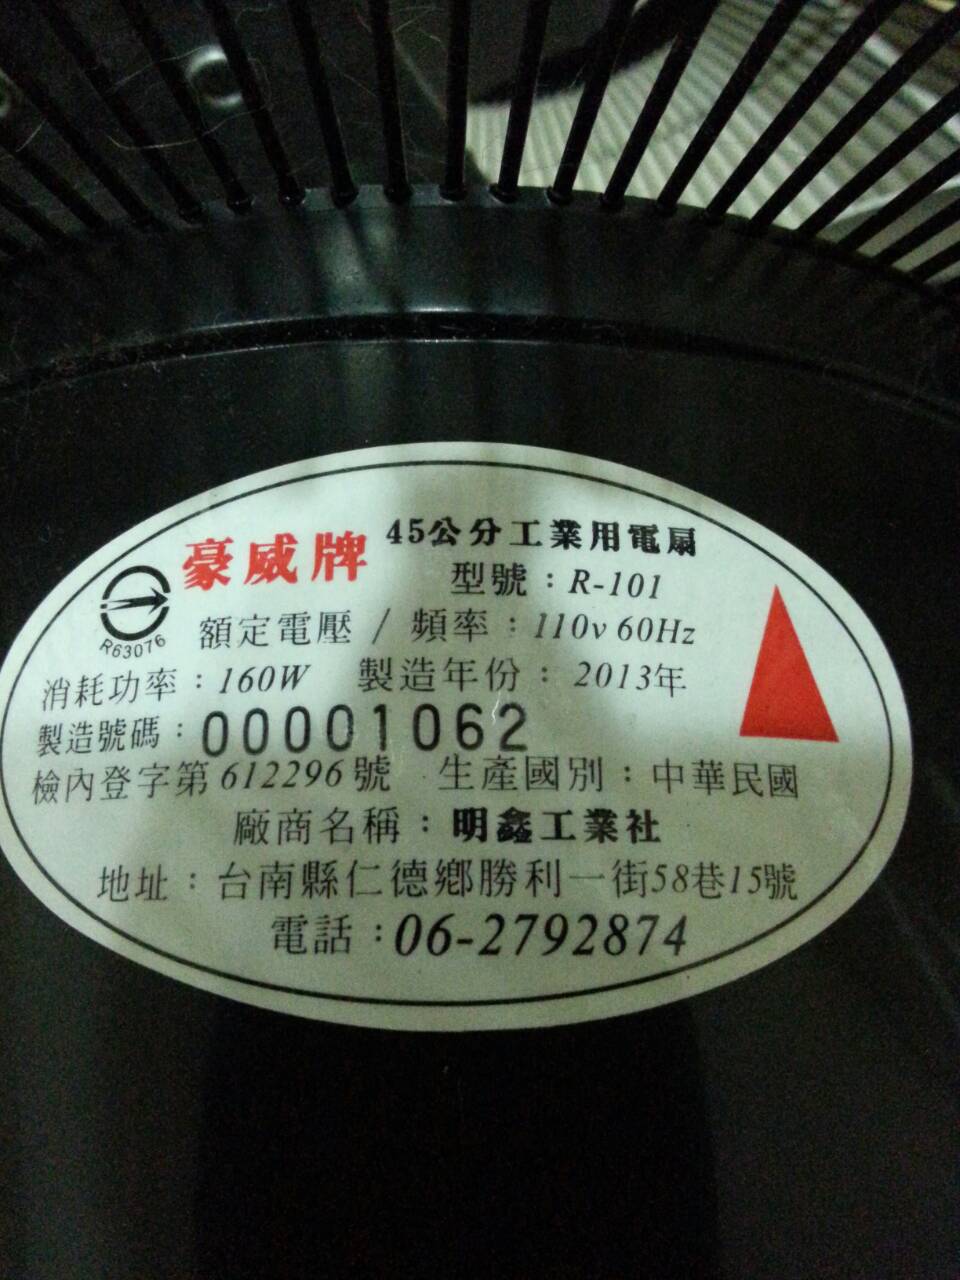 豪威牌 45公分工業用電扇
型號：R-101
R63076
額定電壓 / 頻率：110v 60Hz
消耗功率：160W 製造年份：2013年
製造號碼：00001062
檢內登字第612296號 生產國別：中華民國
廠商名稱：明鑫工業社
地址：台南縣仁德鄉勝利一街58巷15號
電話：06-2792874